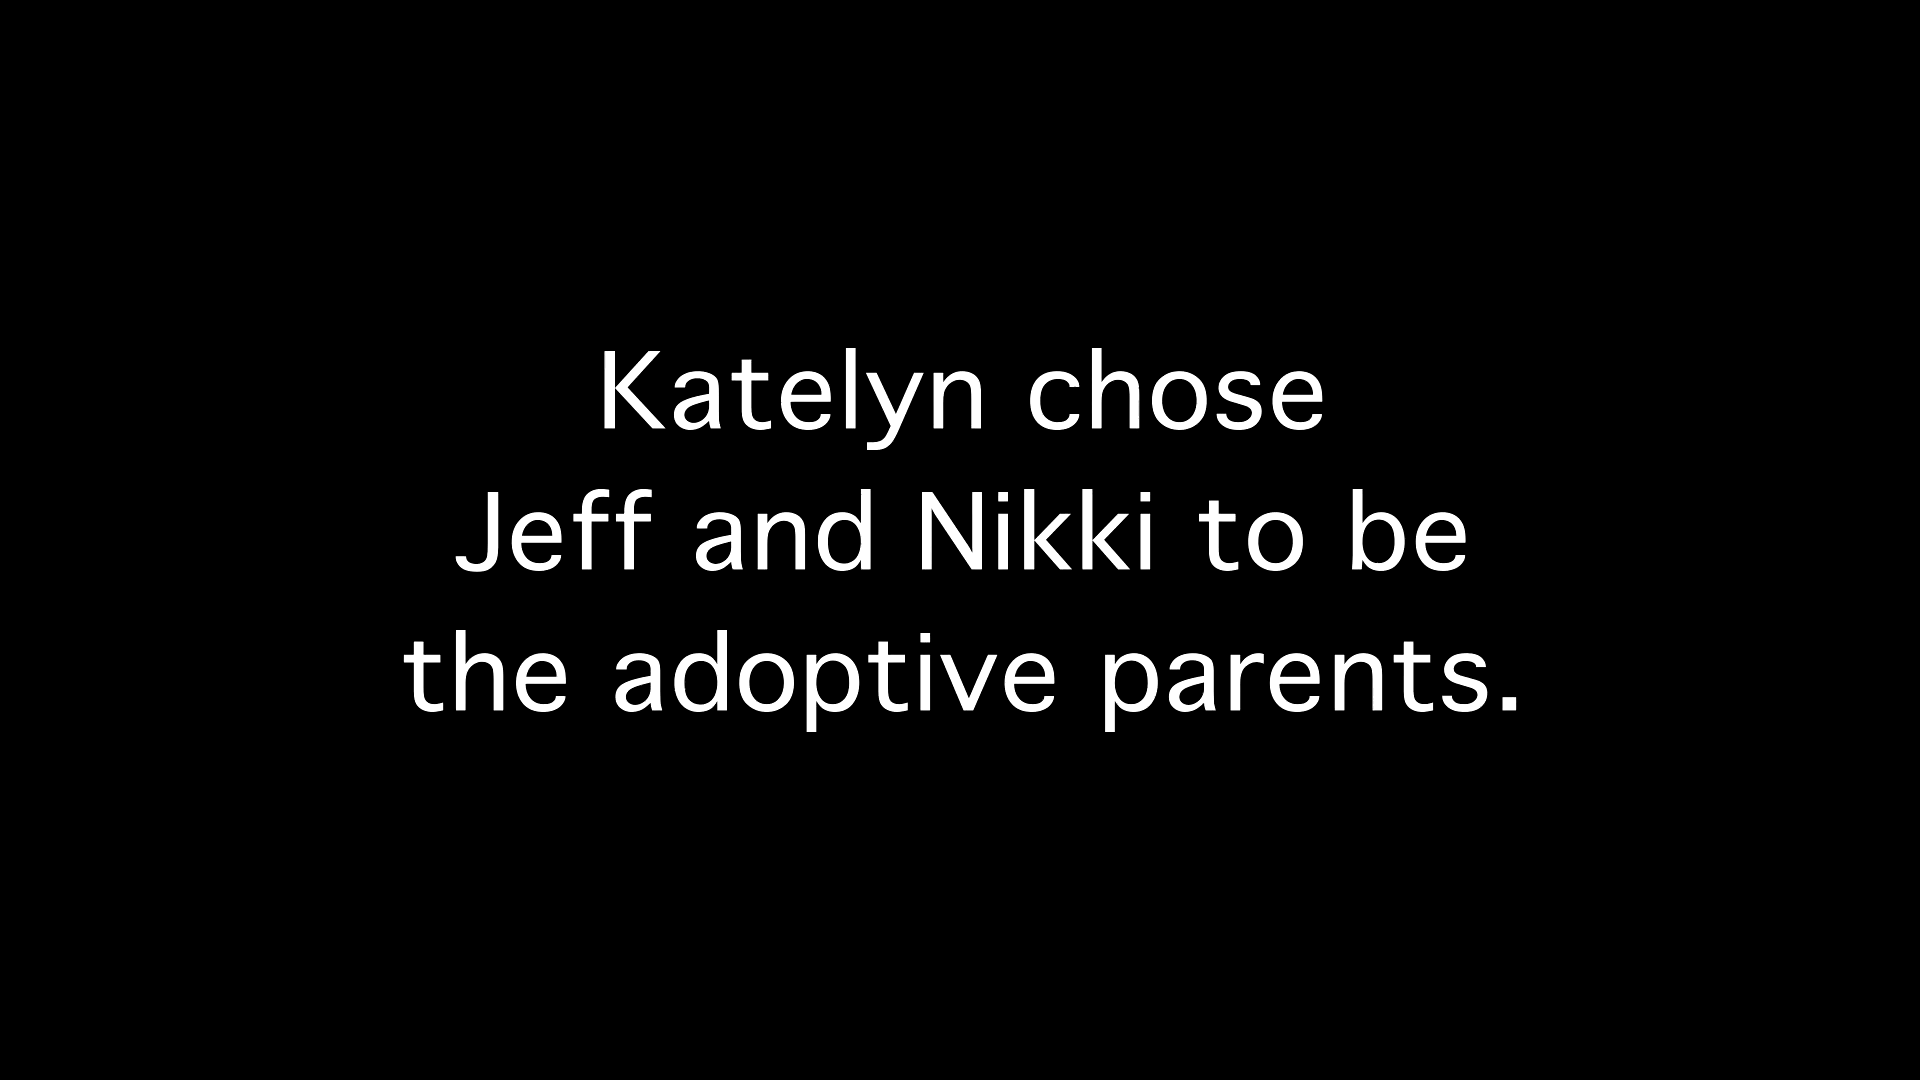 Katelyn chose
Jeff and Nikki to be
the adoptive parents.